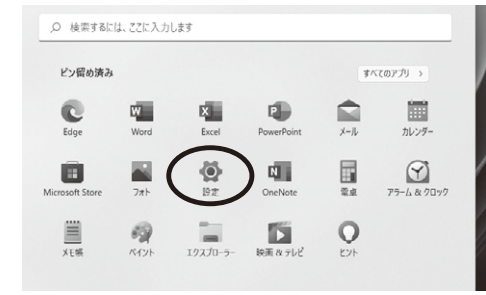 検索するには、ここに入力します
ピン留め済み
すべてのアプリ >
Edge
Word
Excel
PowerPoint
メール
カレンダー
Microsoft Store
フォト
設定
OneNote
電卓
アラーム & クロック
メモ帳
ペイント
エクスプローラー
映画 & テレビ
ヒント